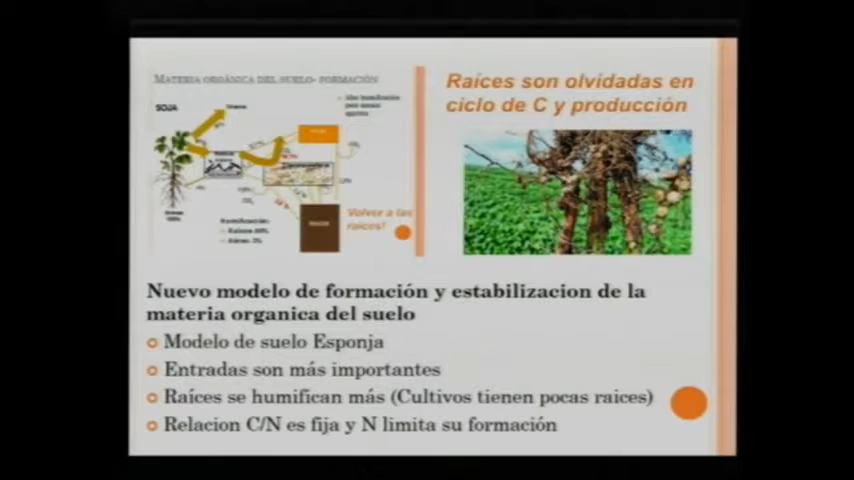 MATERIA ORGÁNICA DEL SUELO- FORMACIÓN
SOJA
Volver a las
raices!
Raíces son olvidadas en
ciclo de C y producción
Nuevo modelo de formación y estabilizacion de la
materia organica del suelo
Modelo de suelo Esponja
Entradas son más importantes
Raíces se humifican más (Cultivos tienen pocas raices)
Relacion C/N es fija y N limita su formación